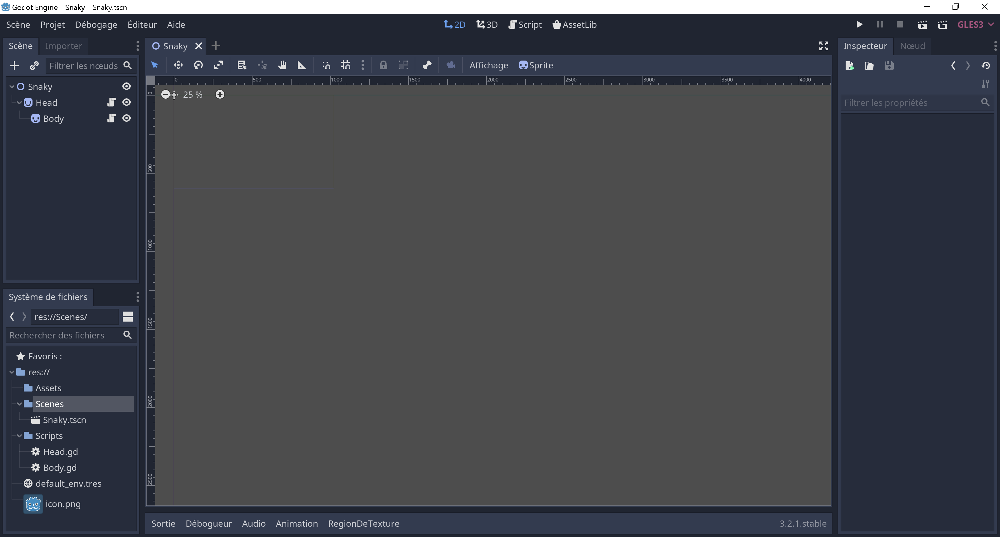 Godot Engine - Snaky - Snaky.tscn
Scène Projet Débogage Éditeur Aide 2D 3D Script AssetLib GLES3
Scène Importer Snaky Inspecteur Nœud
Filtrer les nœuds Affichage Sprite
0 500 1000 1500 2000 2500 3000 3500 4000
Snaky
25 %
Head
Body
Filtrer les propriétés
0
500
1000
1500
2000
2500
Système de fichiers
res://Scenes/
Rechercher des fichiers
Favoris :
res://
Assets
Scenes
Snaky.tscn
Scripts
Head.gd
Body.gd
default_env.tres
icon.png
Sortie Débogueur Audio Animation RegionDeTexture 3.2.1.stable